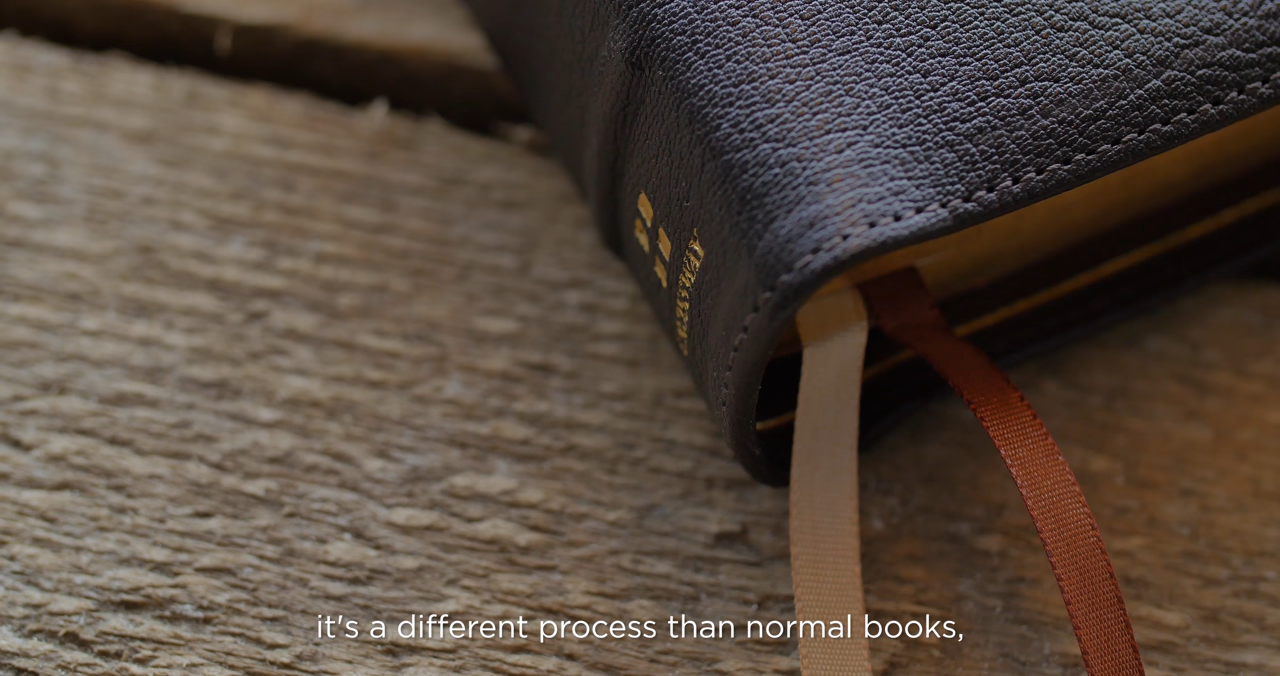 it's a different process than normal books,